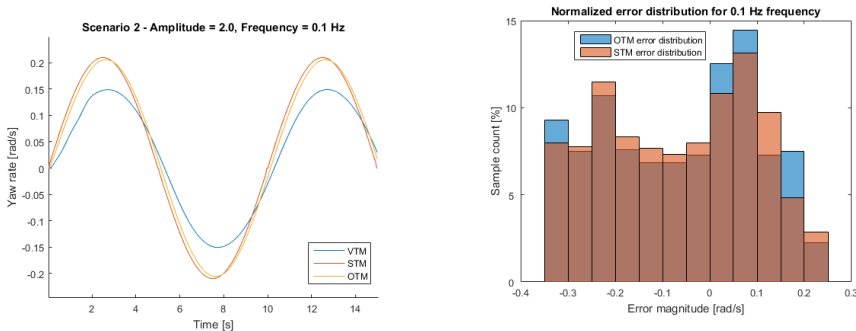 Scenario 2 - Amplitude = 2.0, Frequency = 0.1 Hz
Yaw rate [rad/s]
0.2
0.15
0.1
0.05
0
-0.05
-0.1
-0.15
-0.2
2
4
6
8
10
12
14
Time [s]
VTM
STM
OTM
Normalized error distribution for 0.1 Hz frequency
OTM error distribution
STM error distribution
Sample count [%]
15
10
5
0
-0.4
-0.3
-0.2
-0.1
0
0.1
0.2
0.3
Error magnitude [rad/s]